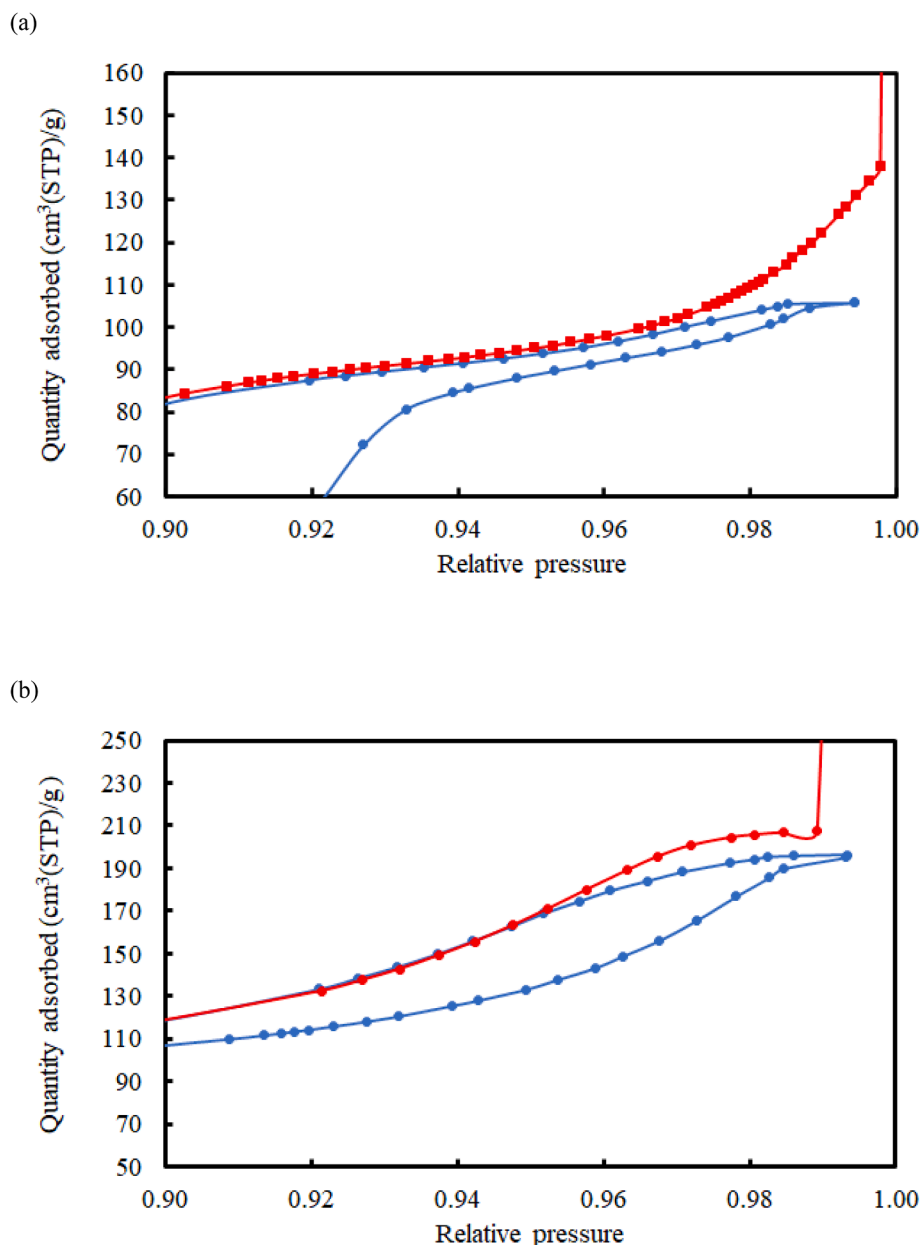 (a)
Quantity adsorbed (cm³(STP)/g)
160
150
140
130
120
110
100
90
80
70
60
0.90 0.92 0.94 0.96 0.98 1.00
Relative pressure
(b)
Quantity adsorbed (cm³(STP)/g)
250
230
210
190
170
150
130
110
90
70
50
0.90 0.92 0.94 0.96 0.98 1.00
Relative pressure